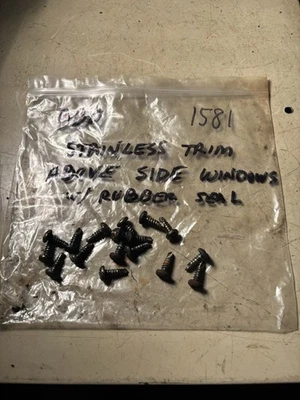 1581
STAINLESS TRIM
ABOVE SIDE WINDOWS
W/ RUBBER SEAL